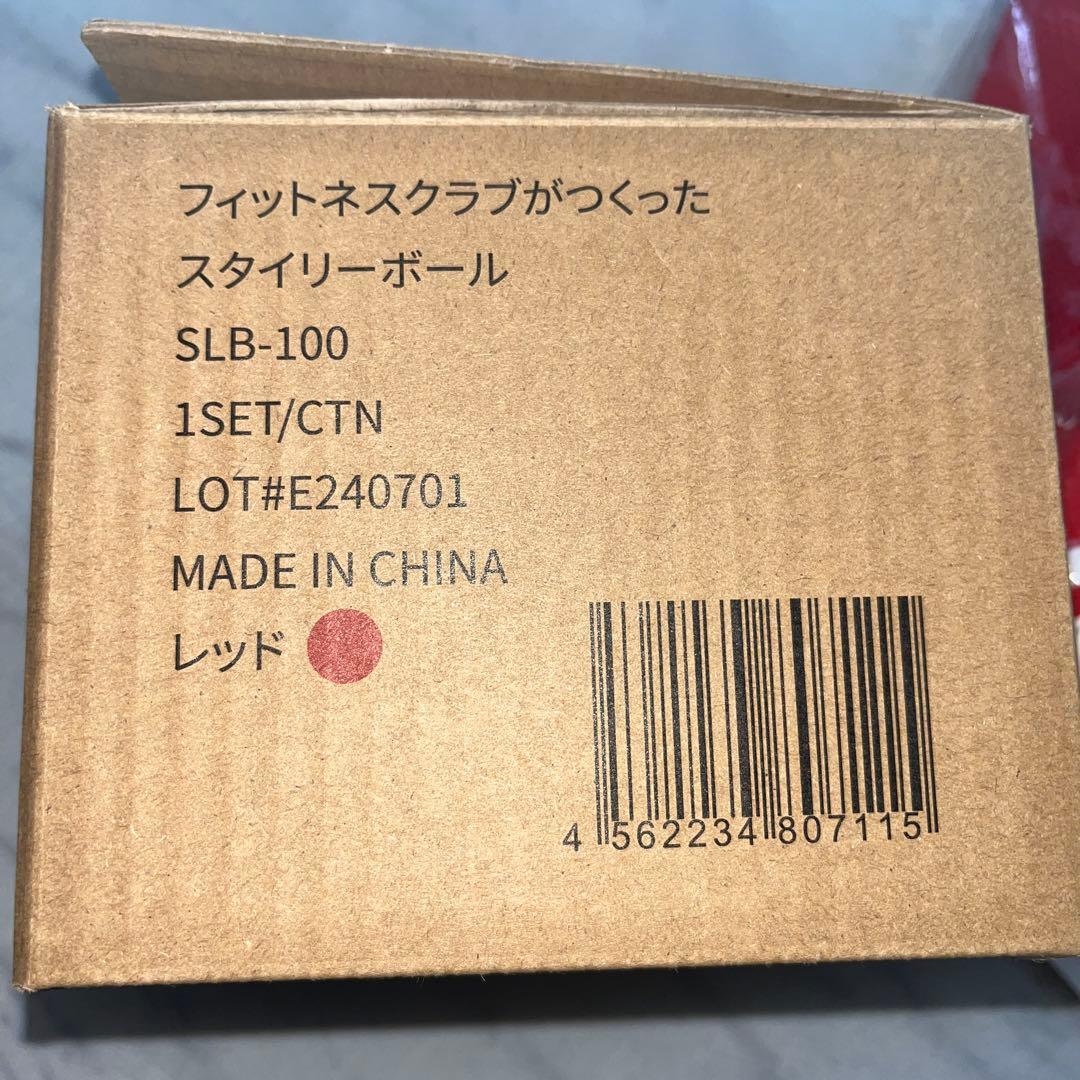 フィットネスクラブがつくった
スタイリーボール
SLB-100
1SET/CTN
LOT#E240701
MADE IN CHINA
レッド
4 562234 807115